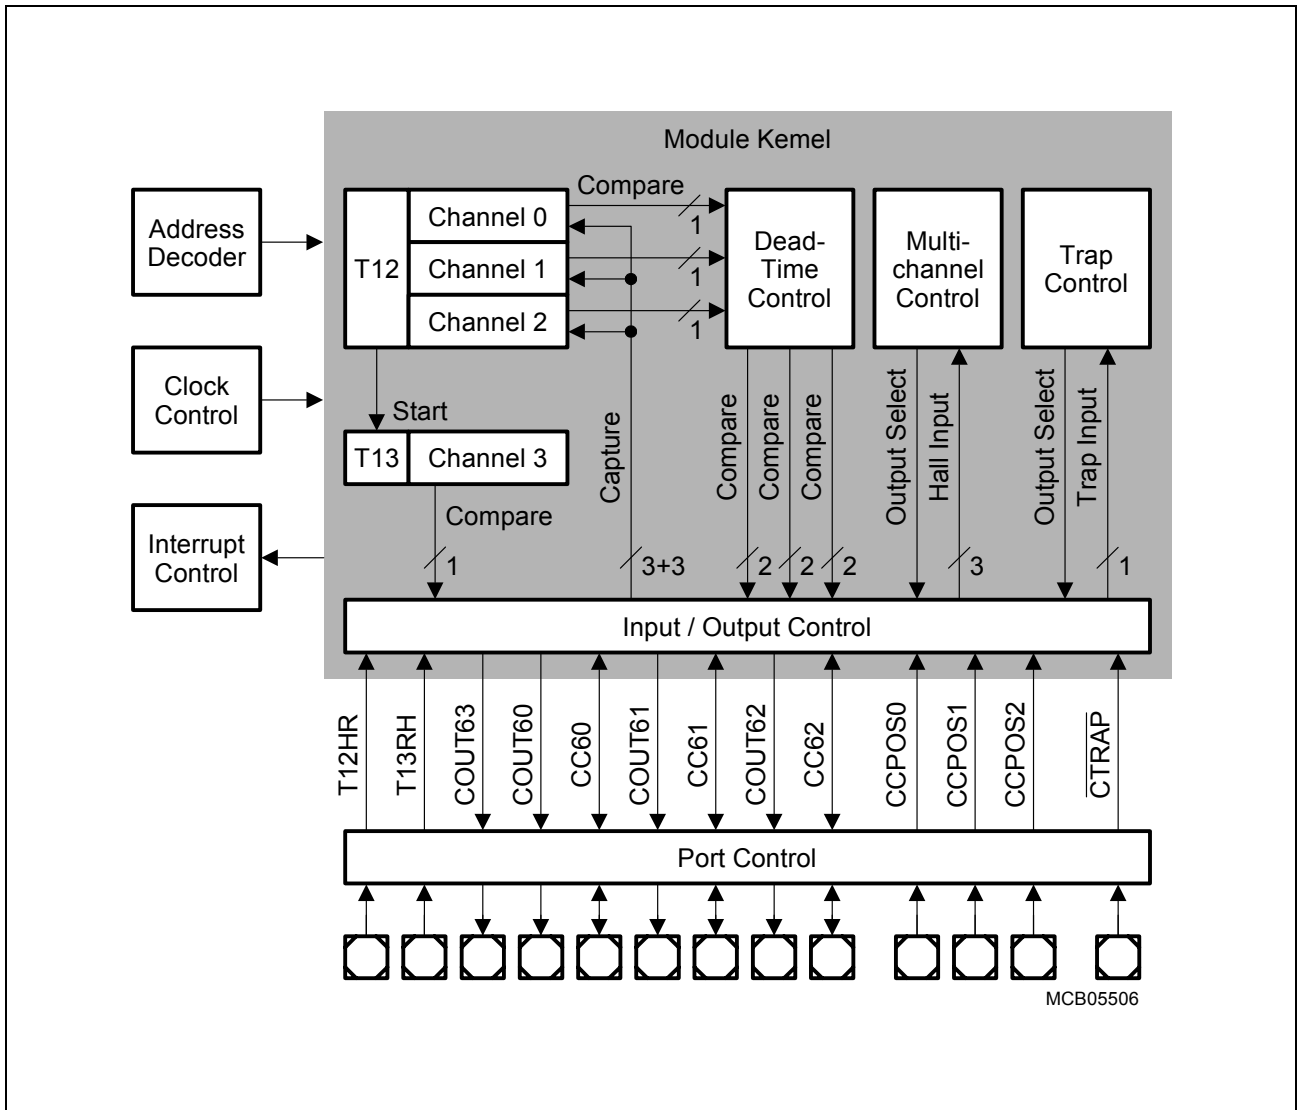 Module Kemel
Address
Decoder
Clock
Control
Interrupt
Control
T12
Channel 0
Channel 1
Channel 2
Compare
1
1
1
Dead-
Time
Control
Multi-
channel
Control
Trap
Control
Start
T13
Channel 3
Compare
1
Capture
3+3
Compare
2
Compare
2
Compare
2
Output Select
Hall Input
3
Output Select
Trap Input
1
Input / Output Control
T12HR
T13RH
COUT63
COUT60
CC60
COUT61
CC61
COUT62
CC62
CCPOS0
CCPOS1
CCPOS2
CTRAP
Port Control
MCB05506